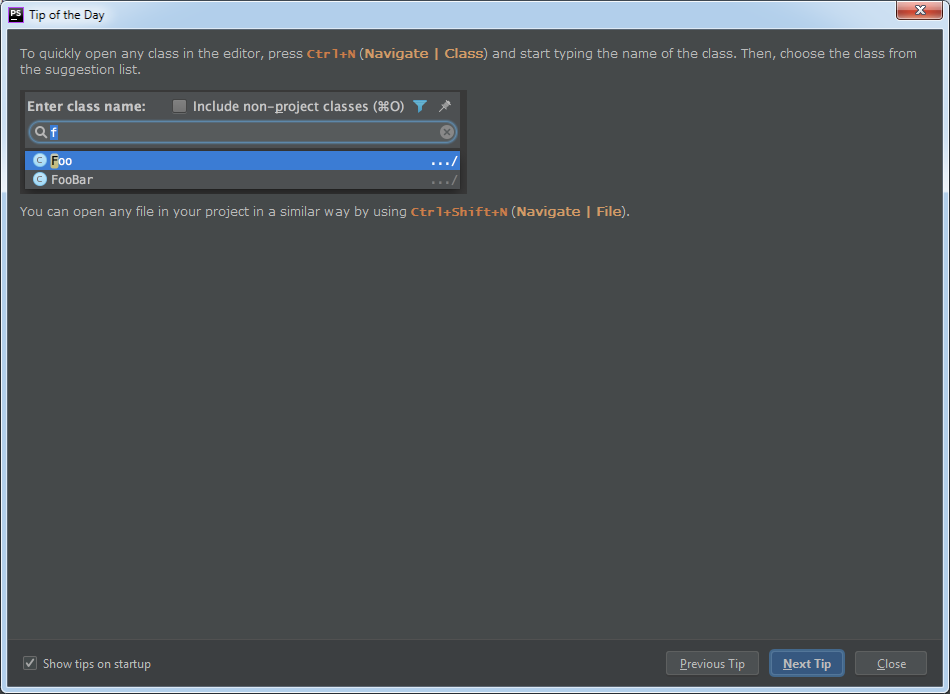 PS Tip of the Day
To quickly open any class in the editor, press Ctrl+N (Navigate | Class) and start typing the name of the class. Then, choose the class from
the suggestion list.
Enter class name: Include non-project classes (⌘O)
f
C Foo .../
C FooBar .../
You can open any file in your project in a similar way by using Ctrl+Shift+N (Navigate | File).
Show tips on startup Previous Tip Next Tip Close